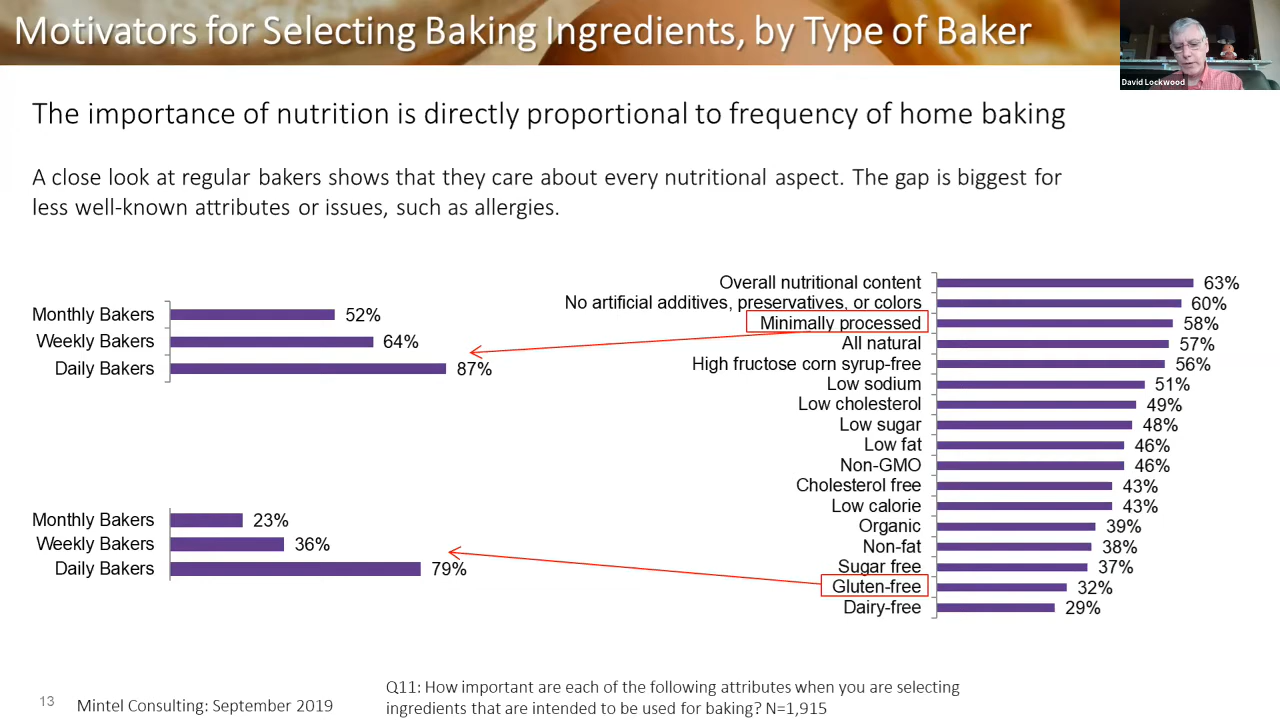 Motivators for Selecting Baking Ingredients, by Type of Baker
David Lockwood
The importance of nutrition is directly proportional to frequency of home baking
A close look at regular bakers shows that they care about every nutritional aspect. The gap is biggest for
less well-known attributes or issues, such as allergies.
Monthly Bakers 52%
Weekly Bakers 64%
Daily Bakers 87%
Monthly Bakers 23%
Weekly Bakers 36%
Daily Bakers 79%
Overall nutritional content 63%
No artificial additives, preservatives, or colors 60%
Minimally processed 58%
All natural 57%
High fructose corn syrup-free 56%
Low sodium 51%
Low cholesterol 49%
Low sugar 48%
Low fat 46%
Non-GMO 46%
Cholesterol free 43%
Low calorie 43%
Organic 39%
Non-fat 38%
Sugar free 37%
Gluten-free 32%
Dairy-free 29%
13 Mintel Consulting: September 2019
Q11: How important are each of the following attributes when you are selecting
ingredients that are intended to be used for baking? N=1,915